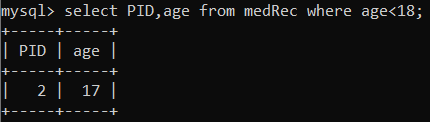 mysql> select PID,age from medRec where age<18;
+-----+-----+
| PID | age |
+-----+-----+
|   2 |  17 |
+-----+-----+